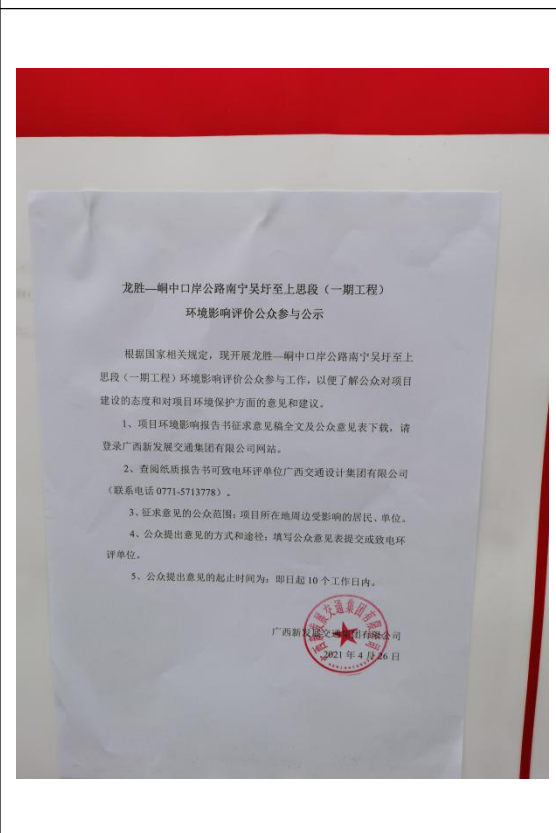 龙胜—峒中口岸公路南宁吴圩至上思段（一期工程）
环境影响评价公众参与公示
根据国家相关规定，现开展龙胜—峒中口岸公路南宁吴圩至上
思段（一期工程）环境影响评价公众参与工作，以便了解公众对项目
建设的态度和对项目环境保护方面的意见和建议。
1、项目环境影响报告书征求意见稿全文及公众意见表下载，请
登录广西新发展交通集团有限公司网站。
2、查阅纸质报告书可致电环评单位广西交通设计集团有限公司
（联系电话 0771-5713778）。
3、征求意见的公众范围：项目所在地周边受影响的居民、单位。
4、公众提出意见的方式和途径：填写公众意见表提交或致电环
评单位。
5、公众提出意见的起止时间为：即日起 10 个工作日内。
广西新发展交通集团有限公司
2021 年 4 月 26 日